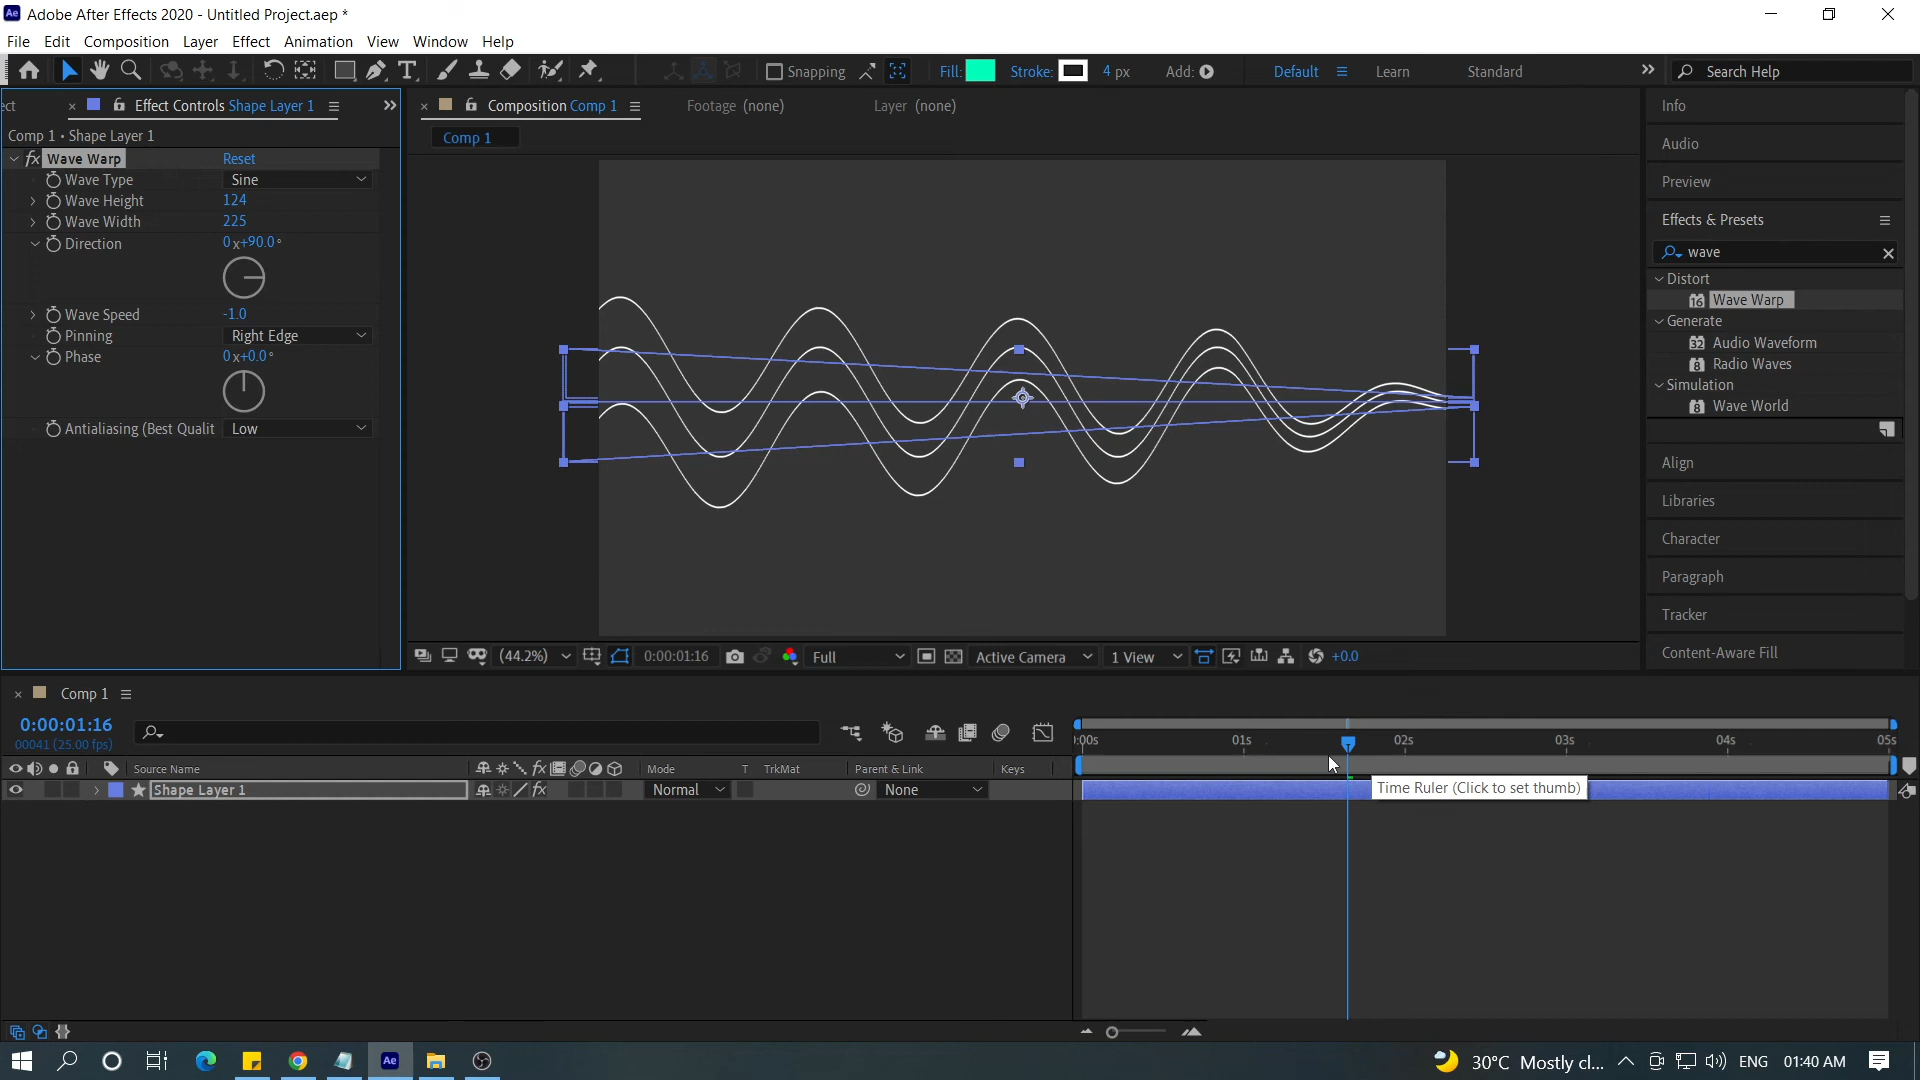 Adobe After Effects 2020 - Untitled Project.aep *
File Edit Composition Layer Effect Animation View Window Help
Snapping Fill: Stroke: 4 px Add: Default Learn Standard Search Help
ect Effect Controls Shape Layer 1
Composition Comp 1 Footage (none) Layer (none)
Comp 1 • Shape Layer 1
Comp 1
fx Wave Warp Reset
Wave Type Sine
Wave Height 124
Wave Width 225
Direction 0x+90.0°
Wave Speed -1.0
Pinning Right Edge
Phase 0x+0.0°
Antialiasing (Best Qualit Low
Info
Audio
Preview
Effects & Presets
wave
Distort
Wave Warp
Generate
Audio Waveform
Radio Waves
Simulation
Wave World
Align
Libraries
Character
Paragraph
Tracker
Content-Aware Fill
(44.2%) 0:00:01:16 Full Active Camera 1 View +0.0
Comp 1
0:00:01:16
00041 (25.00 fps)
:00s 01s 02s 03s 04s 05s
Source Name Mode T TrkMat Parent & Link Keys
Shape Layer 1 Normal None
Time Ruler (Click to set thumb)
30°C Mostly cl... ENG 01:40 AM